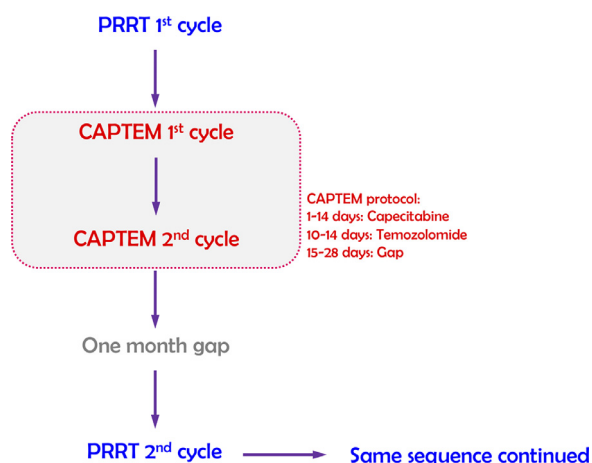 PRRT 1st cycle
CAPTEM 1st cycle
CAPTEM 2nd cycle
CAPTEM protocol:
1-14 days: Capecitabine
10-14 days: Temozolomide
15-28 days: Gap
One month gap
PRRT 2nd cycle
Same sequence continued